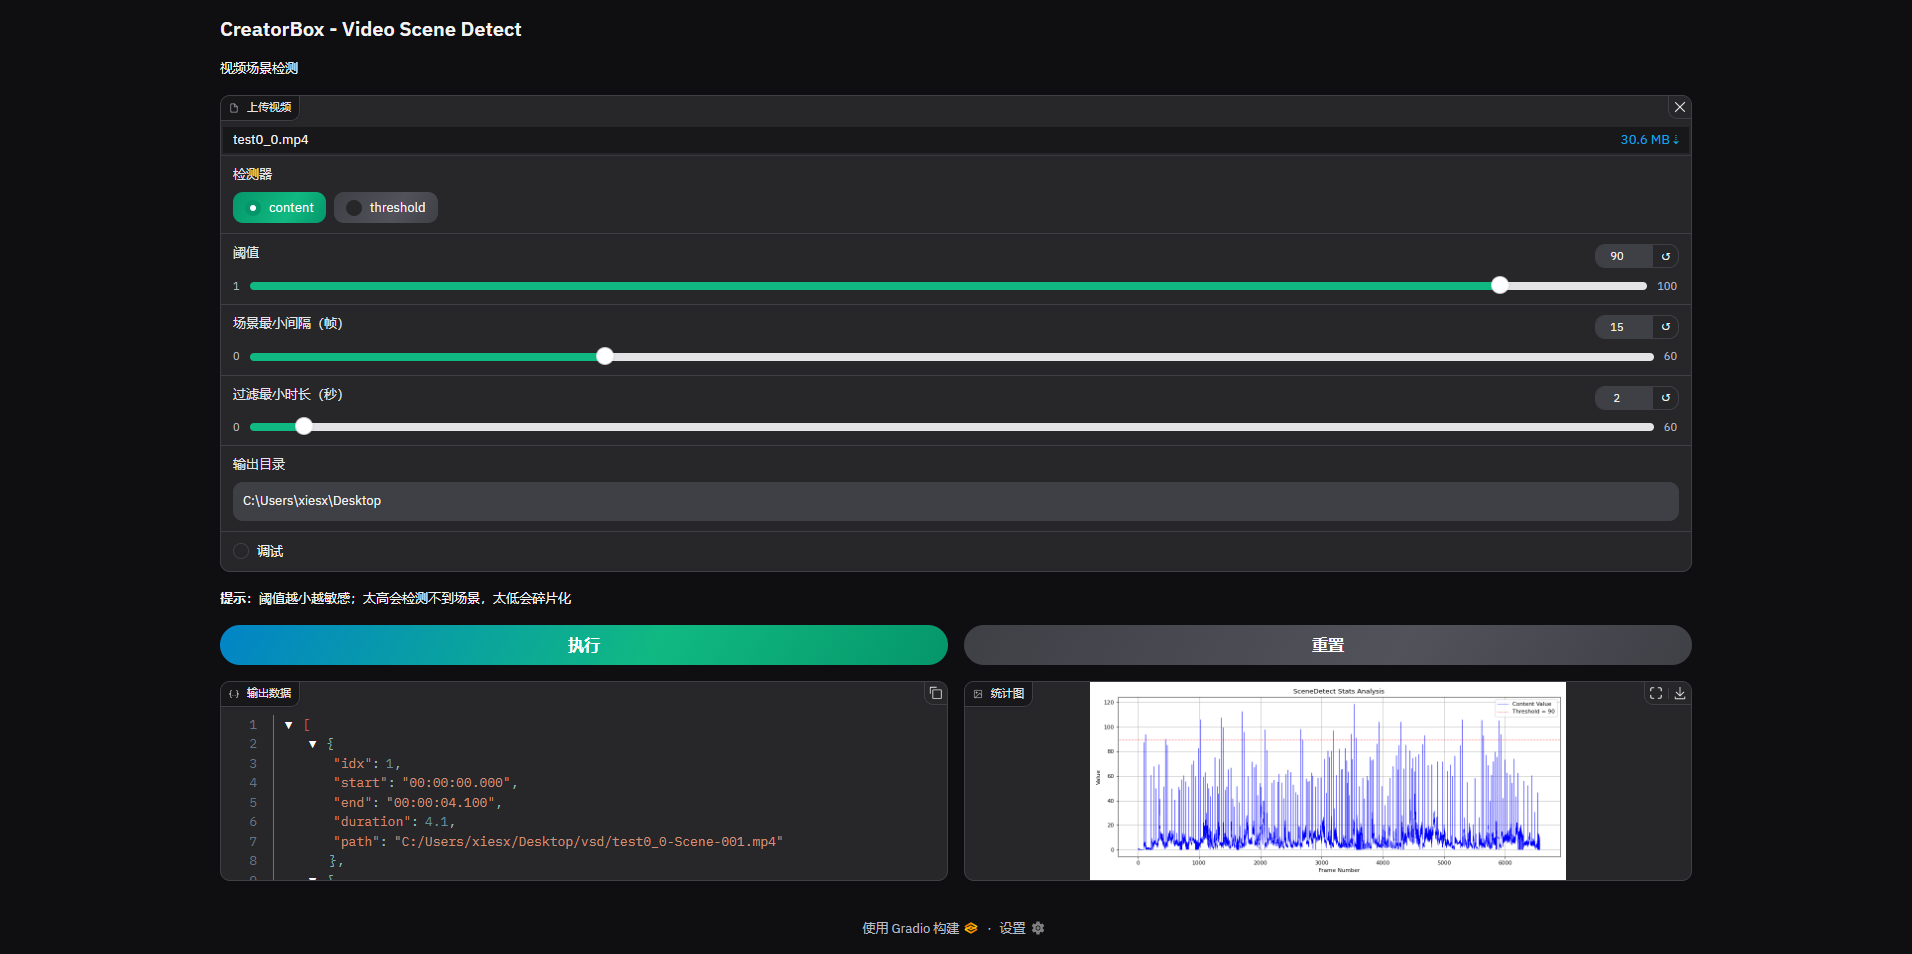 CreatorBox - Video Scene Detect
视频场景检测
上传视频
test0_0.mp4 30.6 MB ⇣
检测器
content threshold
阈值 90 ↺
1 100
场景最小间隔（帧） 15 ↺
0 60
过滤最小时长（秒） 2 ↺
0 60
输出目录
C:\Users\xiesx\Desktop
调试
提示：阈值越小越敏感；太高会检测不到场景，太低会碎片化
执行 重置
输出数据
1 ▼ [
2 ▼ {
3 "idx": 1,
4 "start": "00:00:00.000",
5 "end": "00:00:04.100",
6 "duration": 4.1,
7 "path": "C:/Users/xiesx/Desktop/vsd/test0_0-Scene-001.mp4"
8 },
统计图
SceneDetect Stats Analysis
Content Value
Threshold = 90
120
100
80
60
40
20
0
Value
0 1000 2000 3000 4000 5000 6000
Frame Number
使用 Gradio 构建 · 设置